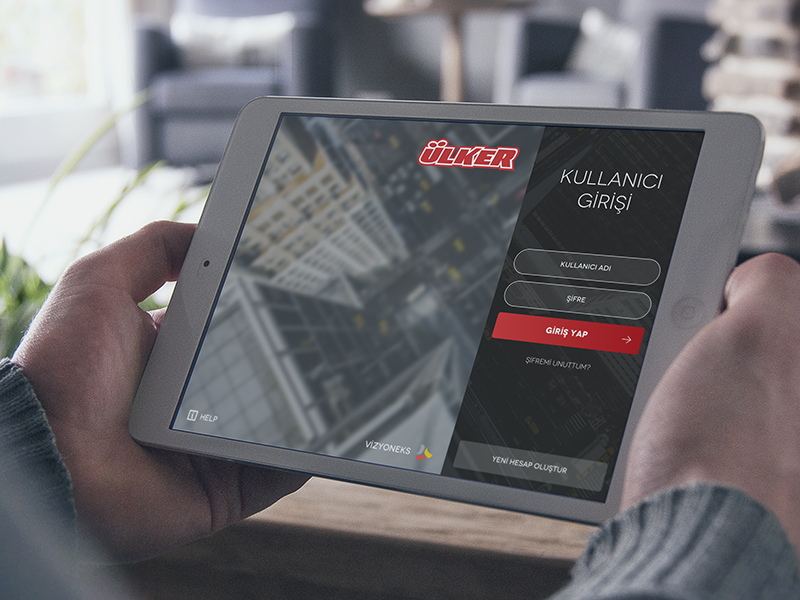 ÜLKER
KULLANICI
GİRİŞİ
KULLANICI ADI
ŞİFRE
GİRİŞ YAP
ŞİFREMİ UNUTTUM?
YENİ HESAP OLUŞTUR
HELP
VİZYONEKS